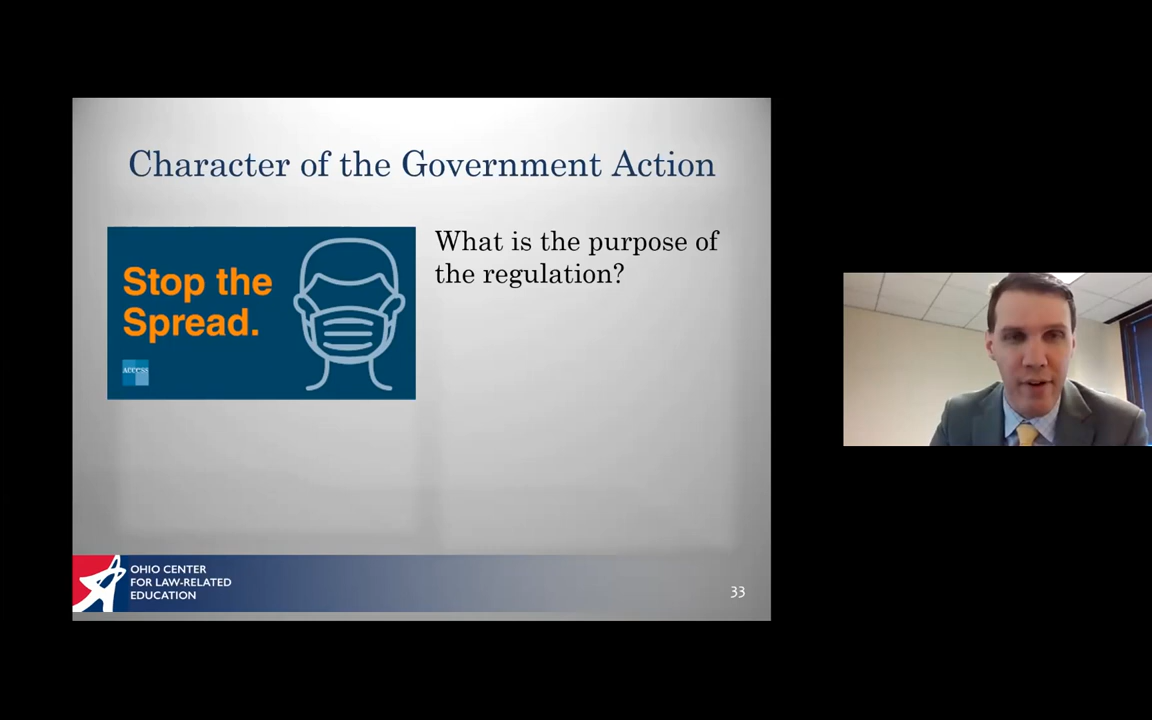 Character of the Government Action
Stop the
Spread.
ACCESS
What is the purpose of
the regulation?
OHIO CENTER
FOR LAW-RELATED
EDUCATION
33